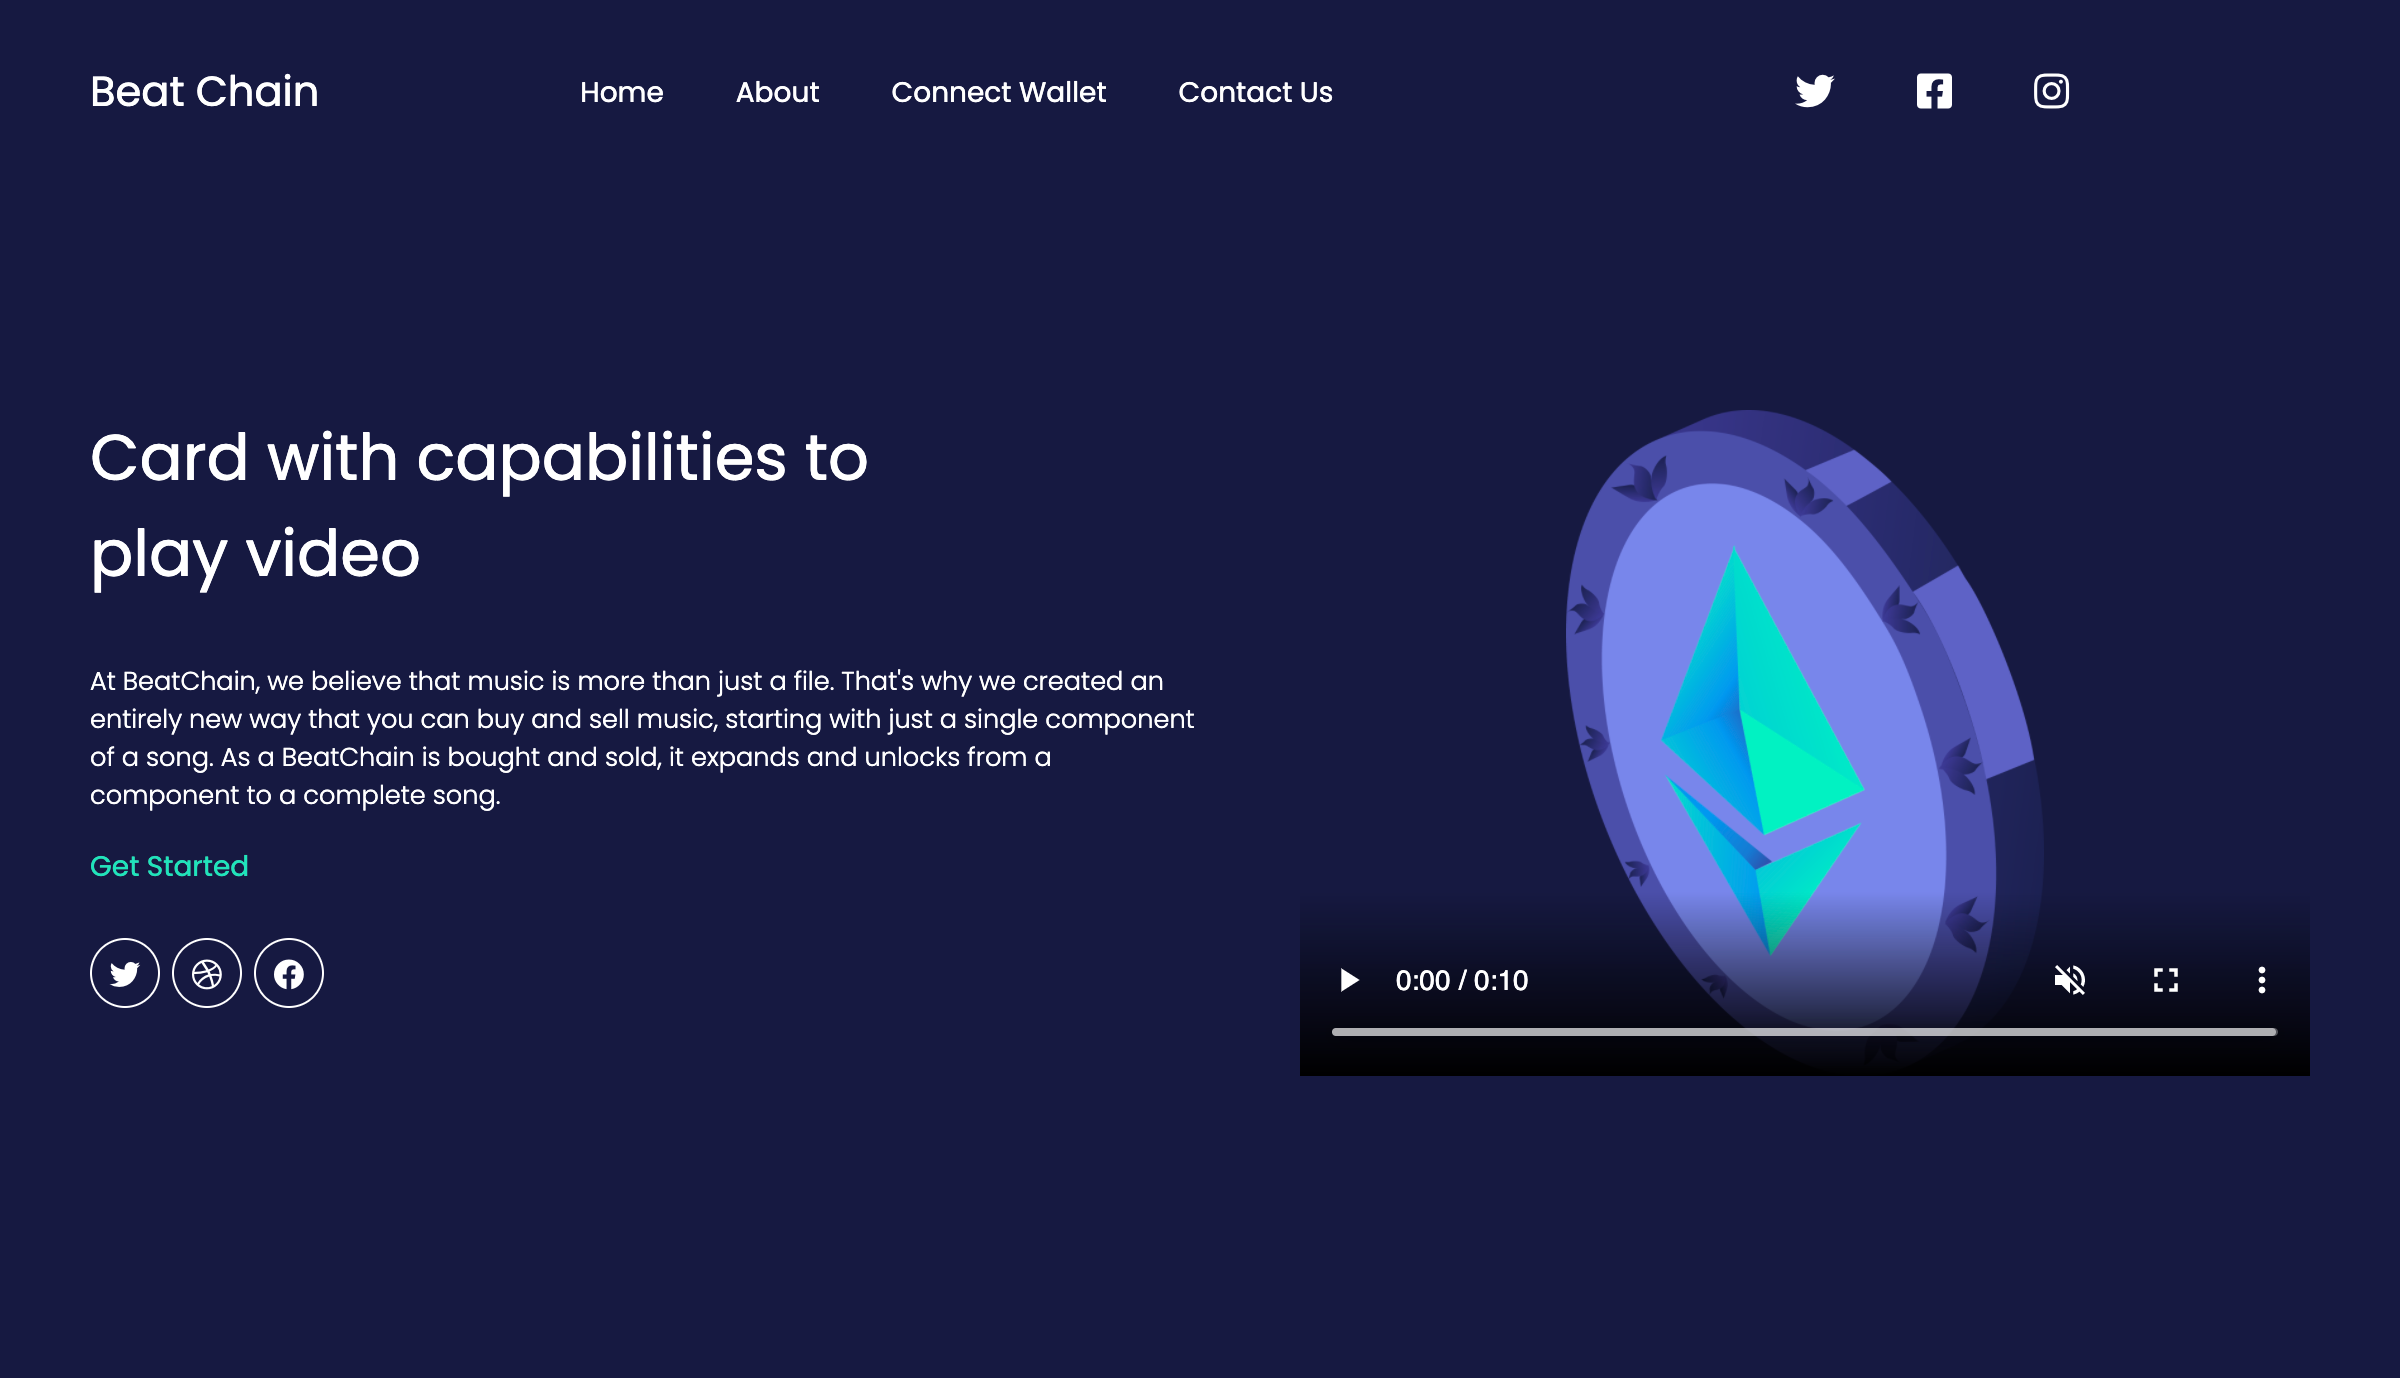 Beat Chain
Home
About
Connect Wallet
Contact Us
Card with capabilities to
play video
At BeatChain, we believe that music is more than just a file. That's why we created an
entirely new way that you can buy and sell music, starting with just a single component
of a song. As a BeatChain is bought and sold, it expands and unlocks from a
component to a complete song.
Get Started
0:00 / 0:10